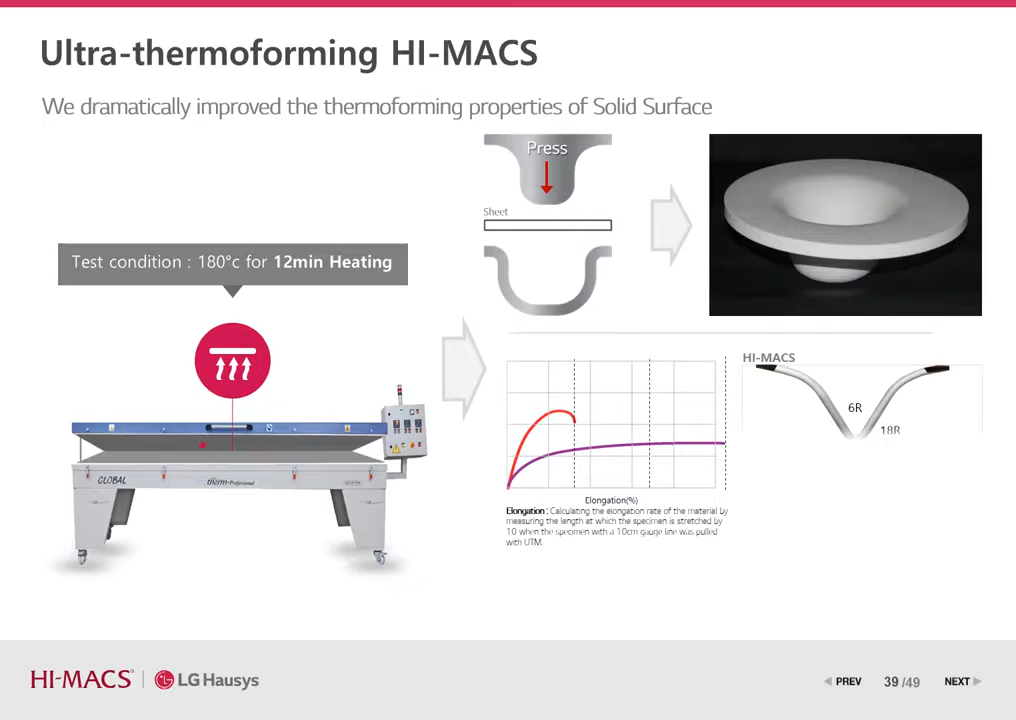 Ultra-thermoforming HI-MACS
We dramatically improved the thermoforming properties of Solid Surface
Press
Sheet
Test condition : 180°c for 12min Heating
GLOBAL
therm-Professional
HI-MACS
6R
18R
Elongation(%)
Elongation : Calculating the elongation rate of the material by
measuring the length at which the specimen is stretched by
10 when the specimen with a 10cm gauge line was pulled
with UTM.
HI-MACS® | LG Hausys
PREV 39 /49 NEXT